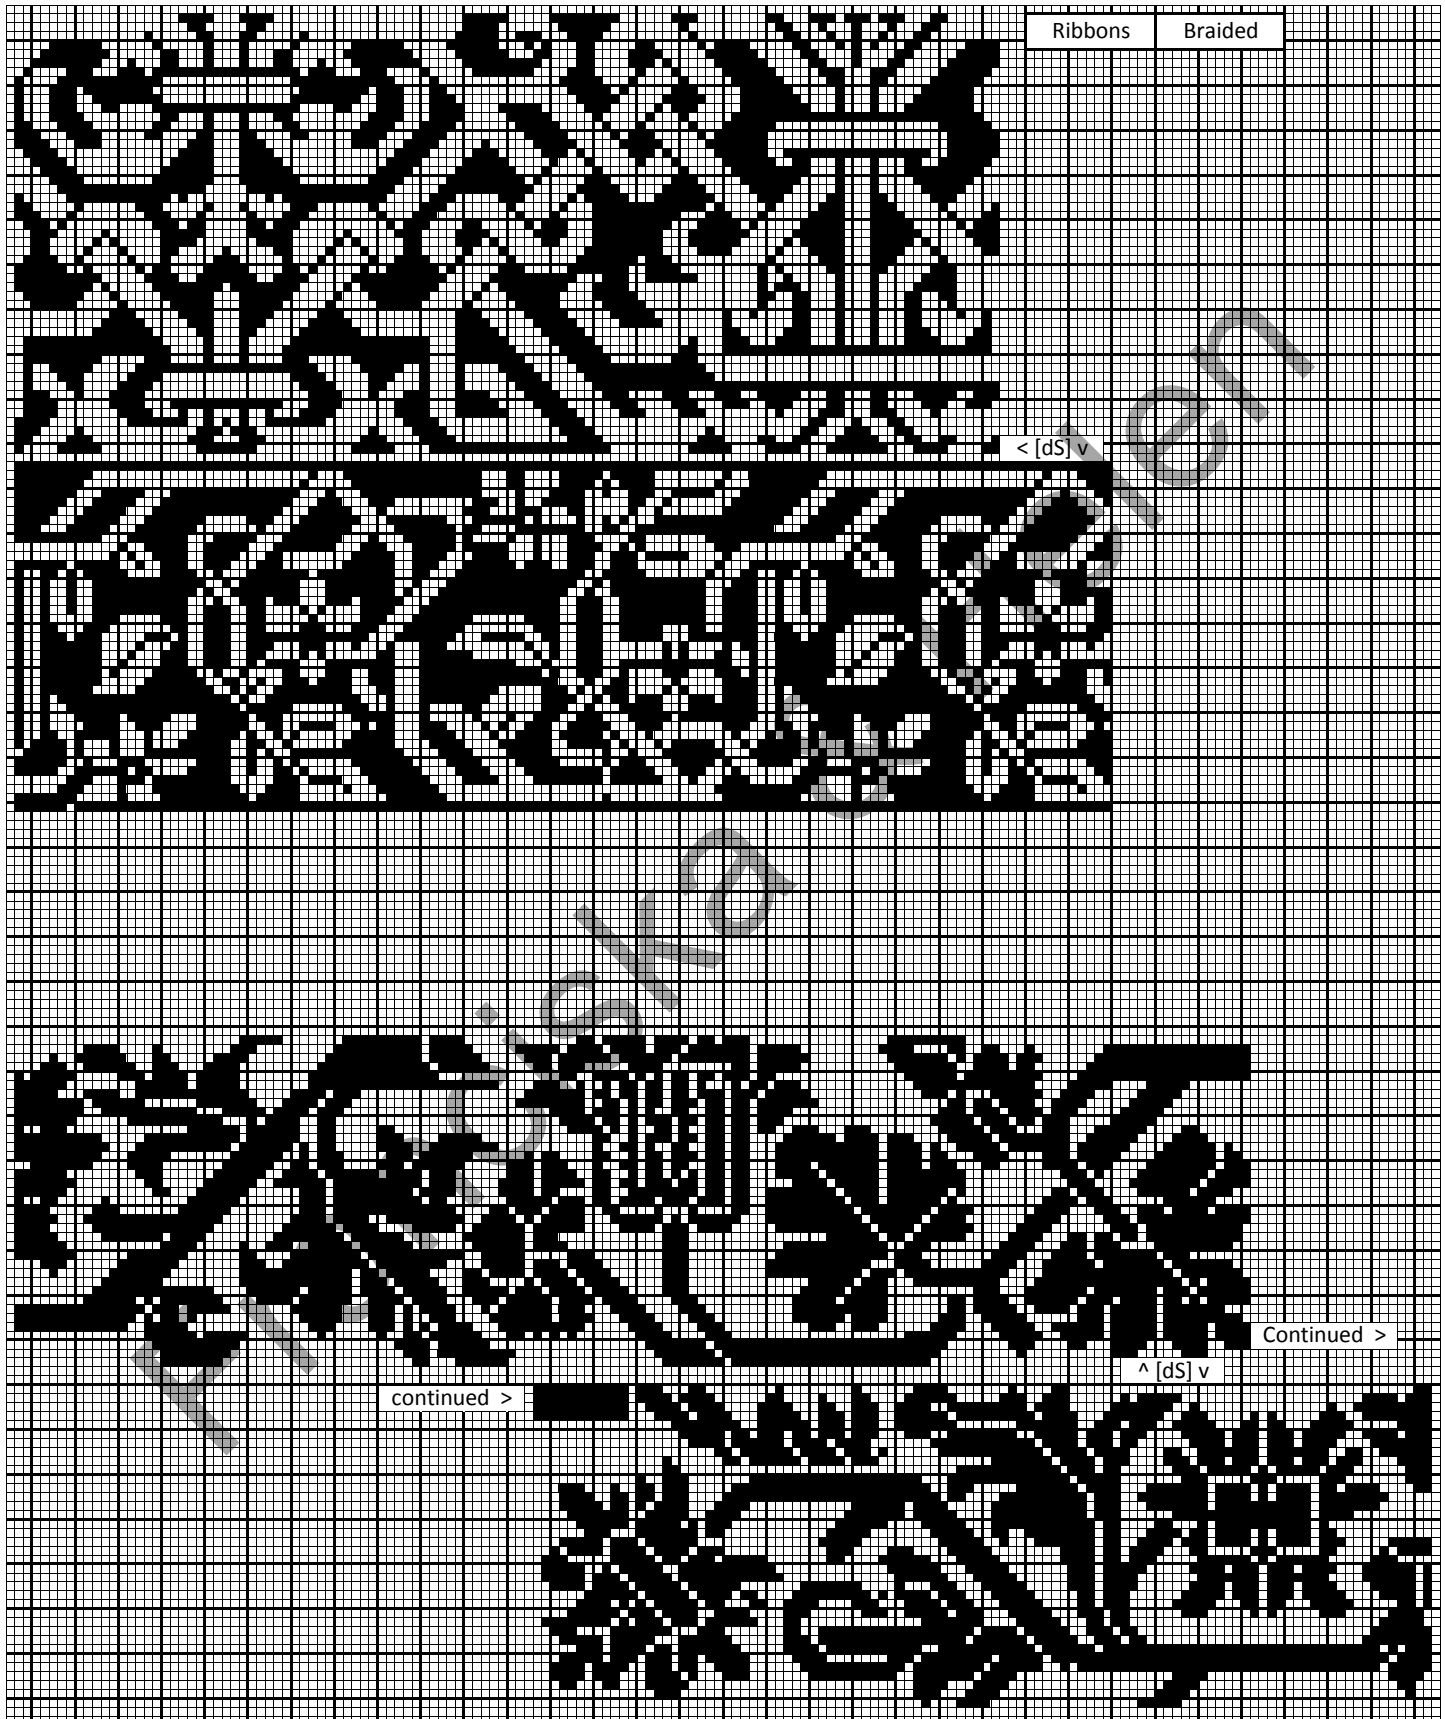 Ribbons Braided
< [dS] v
Continued >
^ [dS] v
continued >